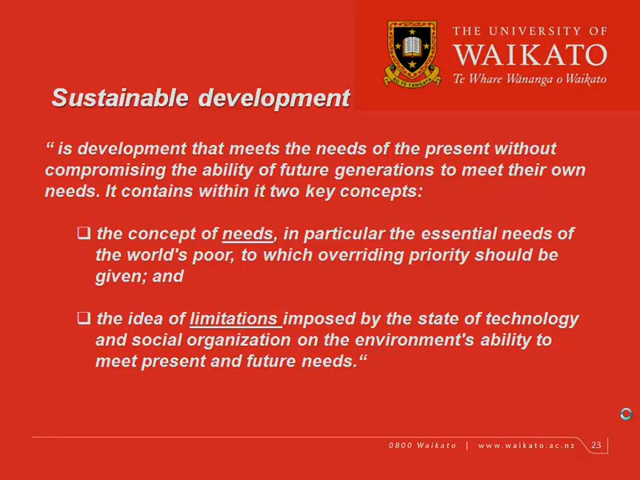 THE UNIVERSITY OF
WAIKATO
Te Whare Wānanga o Waikato
Sustainable development
“ is development that meets the needs of the present without
compromising the ability of future generations to meet their own
needs. It contains within it two key concepts:
❑ the concept of needs, in particular the essential needs of
the world's poor, to which overriding priority should be
given; and
❑ the idea of limitations imposed by the state of technology
and social organization on the environment's ability to
meet present and future needs.“
0800 Waikato | www.waikato.ac.nz 23